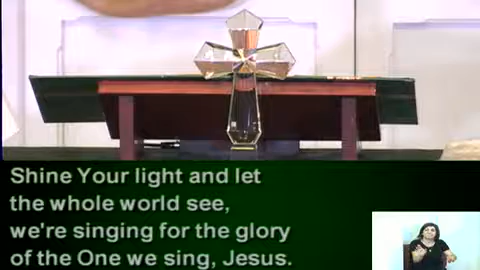 Shine Your light and let
the whole world see,
we're singing for the glory
of the One we sing, Jesus.